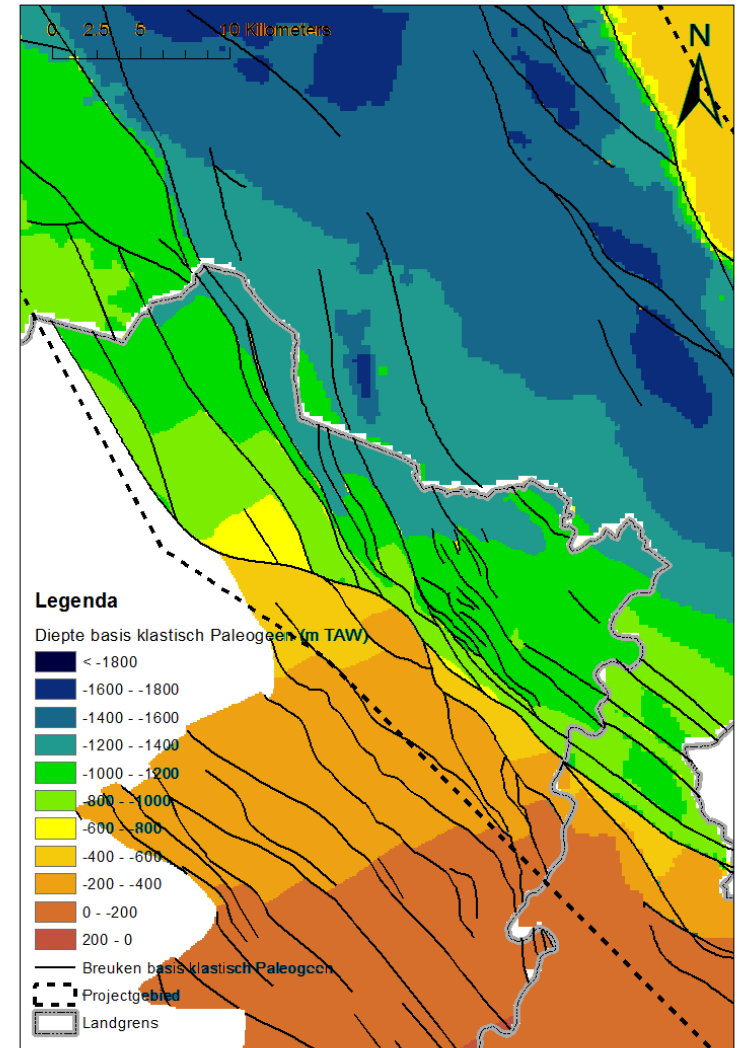 0 2.5 5 10 Killometers
N
Legenda
Diepte basis klastisch Paleogeen (m TAW)
< -1800
-1600 - -1800
-1400 - -1600
-1200 - -1400
-1000 - -1200
-800 - -1000
-600 - -800
-400 - -600
-200 - -400
0 - -200
200 - 0
Breuken basis klastisch Paleogeen
Projectgebied
Landgrens